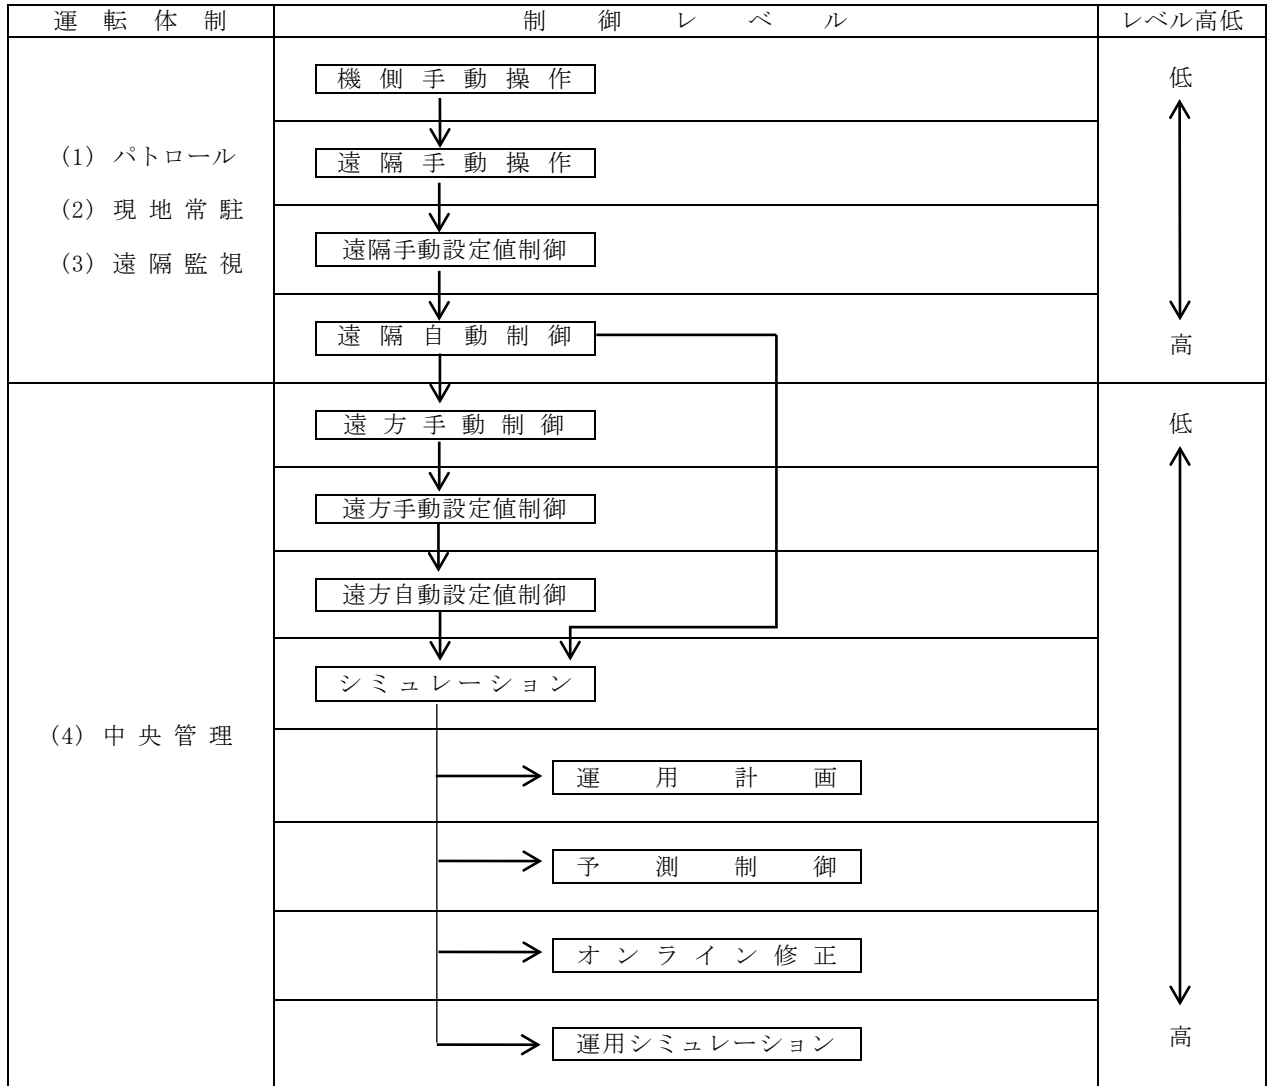 運転体制 制御レベル レベル高低
機側手動操作 低
(1) パトロール 遠隔手動操作
(2) 現地常駐
(3) 遠隔監視 遠隔手動設定値制御
遠隔自動制御 高
遠方手動制御 低
遠方手動設定値制御
遠方自動設定値制御
シミュレーション
(4) 中央管理
運用計画
予測制御
オンライン修正
運用シミュレーション 高